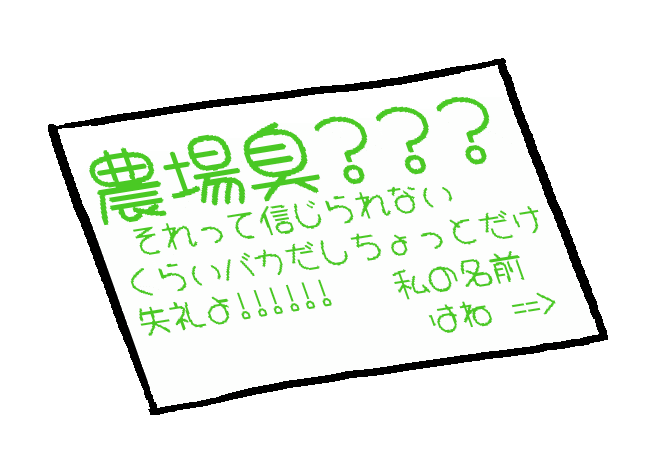 農場臭???
それって信じられない
くらいバカだしちょっとだけ
失礼よ!!!!!!
私の名前
はね ⇒